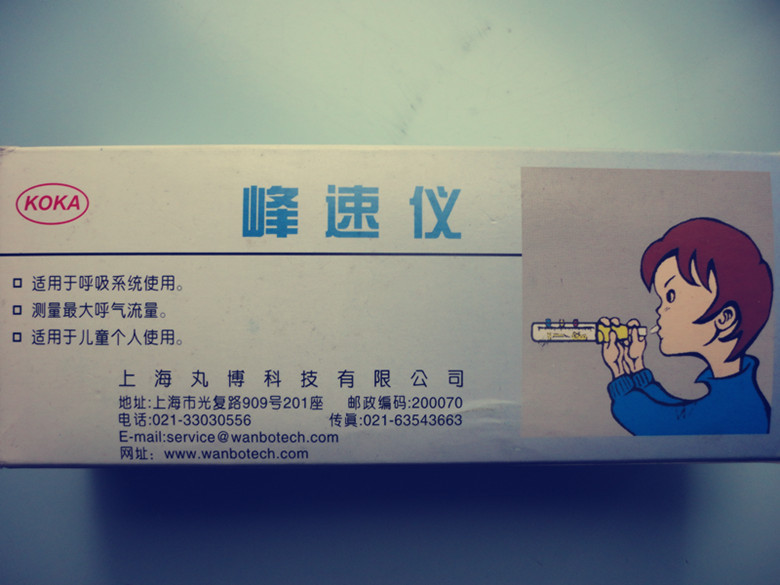 KOKA
峰速仪
适用于呼吸系统使用。
测量最大呼气流量。
适用于儿童个人使用。
上海丸博科技有限公司
地址:上海市光复路909号201座 邮政编码:200070
电话:021-33030556 传真:021-63543663
E-mail:service@wanbotech.com
网址: www.wanbotech.com